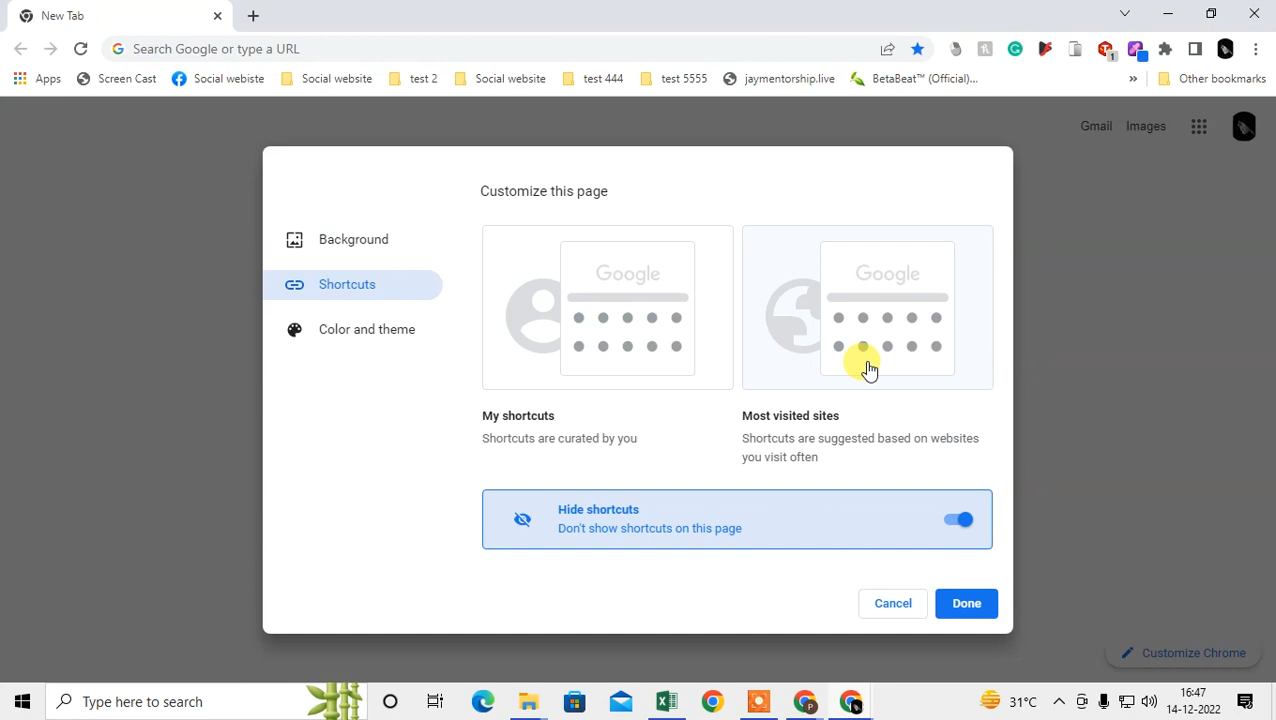 New Tab
Search Google or type a URL
1
Apps Screen Cast Social webiste Social website test 2 Social website test 444 test 5555 jaymentorship.live BetaBeat™ (Official)... » Other bookmarks
Gmail Images
Customize this page
Background
Shortcuts
Color and theme
Google
Google
My shortcuts
Shortcuts are curated by you
Most visited sites
Shortcuts are suggested based on websites
you visit often
Hide shortcuts
Don't show shortcuts on this page
Cancel Done
Customize Chrome
Type here to search
31°C
16:47
14-12-2022